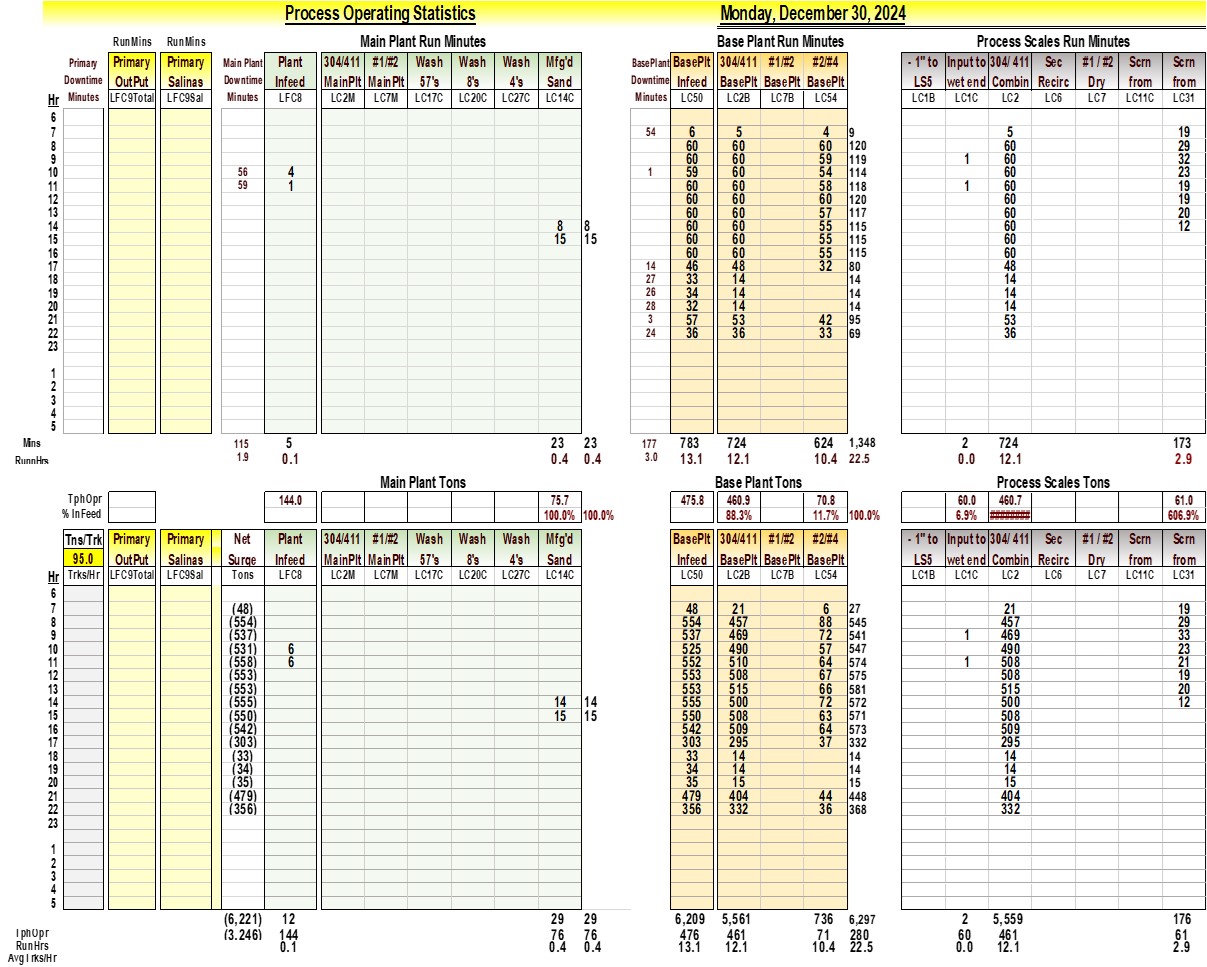 Process Operating Statistics Monday, December 30, 2024
RunMins RunMins Main Plant Run Minutes Base Plant Run Minutes Process Scales Run Minutes
Primary Primary Primary Main Plant Plant 304/411 #1/#2 Wash Wash Wash Mfg'd BasePlant BasePlt 304/411 #1/#2 #2/#4 - 1" to Input to 304/ 411 Sec #1 / #2 Scrn Scrn
Downtime OutPut Salinas Downtime Infeed MainPlt MainPlt 57's 8's 4's Sand Downtime Infeed BasePlt BasePlt BasePlt LS5 wet end Combin Recirc Dry from from
Hr Minutes LFC9Total LFC9Sal Minutes LFC8 LC2M LC7M LC17C LC20C LC27C LC14C Minutes LC50 LC2B LC7B LC54 LC1B LC1C LC2 LC6 LC7 LC11C LC31
6
7 54 6 5 4 9 5 19
8 60 60 60 120 60 29
9 60 60 59 119 1 60 32
10 56 4 1 59 60 54 114 60 23
11 59 1 60 60 58 118 1 60 19
12 60 60 60 120 60 19
13 60 60 57 117 60 20
14 8 8 60 60 55 115 60 12
15 15 15 60 60 55 115 60
16 60 60 55 115 60
17 14 46 48 32 80 48
18 27 33 14 14 14
19 26 34 14 14 14
20 28 32 14 14 14
21 3 57 53 42 95 53
22 24 36 36 33 69 36
23
1
2
3
4
5
Mins 115 5 23 23 177 783 724 624 1,348 2 724 173
RunnHrs 1.9 0.1 0.4 0.4 3.0 13.1 12.1 10.4 22.5 0.0 12.1 2.9
Main Plant Tons Base Plant Tons Process Scales Tons
TphOpr 144.0 75.7 475.8 460.9 70.8 60.0 460.7 61.0
% InFeed 100.0% 100.0% 88.3% 11.7% 100.0% 6.9% ######## 606.9%
Tns/Trk Primary Primary Net Plant 304/411 #1/#2 Wash Wash Wash Mfg'd BasePlt 304/411 #1/#2 #2/#4 - 1" to Input to 304/ 411 Sec #1 / #2 Scrn Scrn
95.0 OutPut Salinas Surge Infeed MainPlt MainPlt 57's 8's 4's Sand Infeed BasePlt BasePlt BasePlt LS5 wet end Combin Recirc Dry from from
Hr Trks/Hr LFC9Total LFC9Sal Tons LFC8 LC2M LC7M LC17C LC20C LC27C LC14C LC50 LC2B LC7B LC54 LC1B LC1C LC2 LC6 LC7 LC11C LC31
6
7 (48) 48 21 6 27 21 19
8 (554) 554 457 88 545 457 29
9 (537) 537 469 72 541 1 469 33
10 (531) 6 525 490 57 547 490 23
11 (558) 6 552 510 64 574 1 508 21
12 (553) 553 508 67 575 508 19
13 (553) 553 515 66 581 515 20
14 (555) 14 14 555 500 72 572 500 12
15 (550) 15 15 550 508 63 571 508
16 (542) 542 509 64 573 509
17 (303) 303 295 37 332 295
18 (33) 33 14 14 14
19 (34) 34 14 14 14
20 (35) 35 15 15 15
21 (479) 479 404 44 448 404
22 (356) 356 332 36 368 332
23
1
2
3
4
5
(6,221) 12 29 29 6,209 5,561 736 6,297 2 5,559 176
TphOpr (3,246) 144 76 76 476 461 71 280 60 461 61
RunHrs 0.1 0.4 0.4 13.1 12.1 10.4 22.5 0.0 12.1 2.9
AvgTrks/Hr